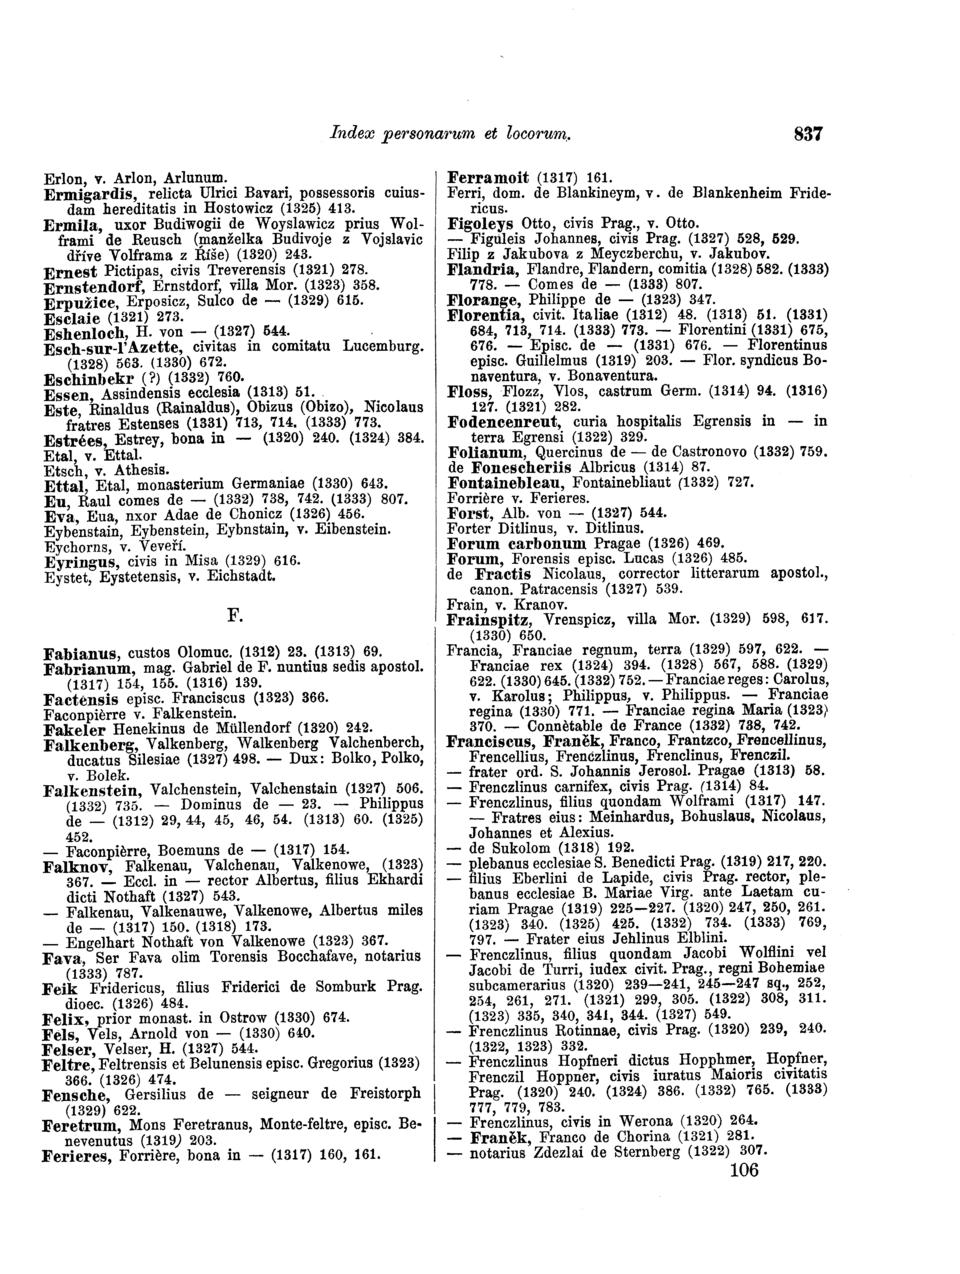 Index personarum et locorum.
837
Erlon, v. Arlon, Arlunum.
Ermigardis, relicta Ulrici Bavari, possessoris cuius-
dam hereditatis in Hostowicz (1325) 413.
Ermila, uxor Budiwogii de Woyslawicz prius Wol-
frami de Reusch (manželka Budivoje z Vojslavic
dříve Volframa z Říše) (1320) 243.
Ernest Pictipas, civis Treverensis (1321) 278.
Ernstendorf, Ernstdorf, villa Mor. (1323) 358.
Erpužice, Erposicz, Sulco de — (1329) 615.
Esclaie (1321) 273.
Eshenloch, H. von — (1327) 544.
Esch-sur-l'Azette, civitas in comitatu Lucemburg.
(1328) 563. (1330) 672.
Eschinbekr (?) (1332) 760.
Essen, Assindensis ecclesia (1313) 51.
Este, Rinaldus (Rainaldus), Obizus (Obizo), Nicolaus
fratres Estenses (1331) 713, 714. (1333) 773.
Estrées, Estrey, bona in — (1320) 240. (1324) 384.
Etal, v. Ettal.
Etsch, v. Athesis.
Ettal, Etal, monasterium Germaniae (1330) 643.
Eu, Raul comes de — (1332) 738, 742. (1333) 807.
Eva, Eua, nxor Adae de Chonicz (1326) 456.
Eybenstain, Eybenstein, Eybnstain, v. Eibenstein.
Eychorns, v. Veveří.
Eyringus, civis in Misa (1329) 616.
Eystet, Eystetensis, v. Eichstadt.
F.
Fabianus, custos Olomuc. (1312) 23. (1313) 69.
Fabrianum, mag. Gabriel de F. nuntius sedis apostol.
(1317) 154, 155. (1316) 139.
Factensis episc. Franciscus (1323) 366.
Faconpièrre v. Falkenstein.
Fakeler Henekinus de Müllendorf (1320) 242.
Falkenberg, Valkenberg, Walkenberg Valchenberch,
ducatus Silesiae (1327) 498. — Dux: Bolko, Polko,
v. Bolek.
Falkenstein, Valchenstein, Valchenstain (1327) 506.
(1332) 735. — Dominus de — 23. — Philippus
de — (1312) 29, 44, 45, 46, 54. (1313) 60. (1325)
452.
— Faconpièrre, Boemuns de — (1317) 154.
Falknov, Falkenau, Valchenau, Valkenowe, (1323)
367. — Eccl. in — rector Albertus, filius Ekhardi
dicti Nothaft (1327) 543.
— Falkenau, Valkenauwe, Valkenowe, Albertus miles
de — (1317) 150. (1318) 173.
— Engelhart Nothaft von Valkenowe (1323) 367.
Fava, Ser Fava olim Torensis Bocchafave, notarius
(1333) 787.
Feik Fridericus, filius Friderici de Somburk Prag.
dioec. (1326) 484.
Felix, prior monast. in Ostrow (1330) 674.
Fels, Vels, Arnold von — (1330) 640.
Felser, Velser, H. (1327) 544.
Feltre, Feltrensis et Belunensis episc. Gregorius (1323)
366. (1326) 474.
Fensche, Gersilius de — seigneur de Freistorph
(1329) 622.
Feretrum, Mons Feretranus, Monte-feltre, episc. Be-
nevenutus (1319) 203.
Ferieres, Forrière, bona in — (1317) 160, 161.
Ferramoit (1317) 161.
Ferri, dom. de Blankineym, v. de Blankenheim Fride-
ricus.
Figoleys Otto, civis Prag., v. Otto.
— Figuleis Johannes, civis Prag. (1327) 528, 529.
Filip z Jakubova z Meyczberchu, v. Jakubov.
Flandria, Flandre, Flandern, comitia (1328) 582. (1333)
778. — Comes de — (1333) 807.
Florange, Philippe de — (1323) 347.
Florentia, civit. Italiae (1312) 48. (1313) 51. (1331)
684, 713, 714. (1333) 773. — Florentini (1331) 675,
676. — Episc. de — (1331) 676. — Florentinus
episc. Guillelmus (1319) 203. — Flor. syndicus Bo-
naventura, v. Bonaventura.
Floss, Flozz, Vlos, castrum Germ. (1314) 94. (1316)
127. (1321) 282.
Fodencenreut, curia hospitalis Egrensis in — in
terra Egrensi (1322) 329.
Folianum, Quercinus de — de Castronovo (1332) 759.
de Fonescheriis Albricus (1314) 87.
Fontainebleau, Fontainebliaut (1332) 727.
Forrière v. Ferieres.
Forst, Alb. von — (1327) 544.
Forter Ditlinus, v. Ditlinus.
Forum carbonum Pragae (1326) 469.
Forum, Forensis episc. Lucas (1326) 485.
de Fractis Nicolaus, corrector litterarum apostol.,
canon. Patracensis (1327) 539.
Frain, v. Kranov.
Frainspitz, Vrenspicz, villa Mor. (1329) 598, 617.
(1330) 650.
Francia, Franciae regnum, terra (1329) 597, 622. —
Franciae rex (1324) 394. (1328) 567, 588. (1329)
622. (1330) 645. (1332) 752. — Franciae reges: Carolus,
v. Karolus; Philippus, v. Philippus. — Franciae
regina (1330) 771. — Franciae regina Maria (1323)
370. — Connètable de France (1332) 738, 742.
Franciscus, Franěk, Franco, Frantzco, Frencellinus,
Frencellius, Frenczlinus, Frenclinus, Frenczil.
— frater ord. S. Johannis Jerosol. Pragae (1313) 58.
— Frenczlinus carnifex, civis Prag. (1314) 84.
— Frenczlinus, filius quondam Wolframi (1317) 147.
— Fratres eius: Meinhardus, Bohuslaus, Nicolaus,
Johannes et Alexius.
— de Sukolom (1318) 192.
— plebanus ecclesiae S. Benedicti Prag. (1319) 217, 220.
— filius Eberlini de Lapide, civis Prag. rector, ple-
banus ecclesiae B. Mariae Virg. ante Laetam cu-
riam Pragae (1319) 225—227. (1320) 247, 250, 261.
(1323) 340. (1325) 425. (1332) 734. (1333) 769,
797. — Frater eius Jehlinus Elblini.
— Frenczlinus, filius quondam Jacobi Wolflini vel
Jacobi de Turri, iudex civit. Prag., regni Bohemiae
subcamerarius (1320) 239—241, 245—247 sq., 252,
254, 261, 271. (1321) 299, 305. (1322) 308, 311.
(1323) 335, 340, 341, 344. (1327) 549.
— Frenczlinus Rotinnae, civis Prag. (1320) 239, 240.
(1322, 1323) 332.
— Frenczlinus Hopfneri dictus Hopphmer, Hopfner,
Frenczil Hoppner, civis iuratus Maioris civitatis
Prag. (1320) 240. (1324) 386. (1332) 765. (1333)
777, 779, 783.
— Frenczlinus, civis in Werona (1320) 264.
— Franěk, Franco de Chorina (1321) 281.
— notarius Zdezlai de Sternberg (1322) 307.
106